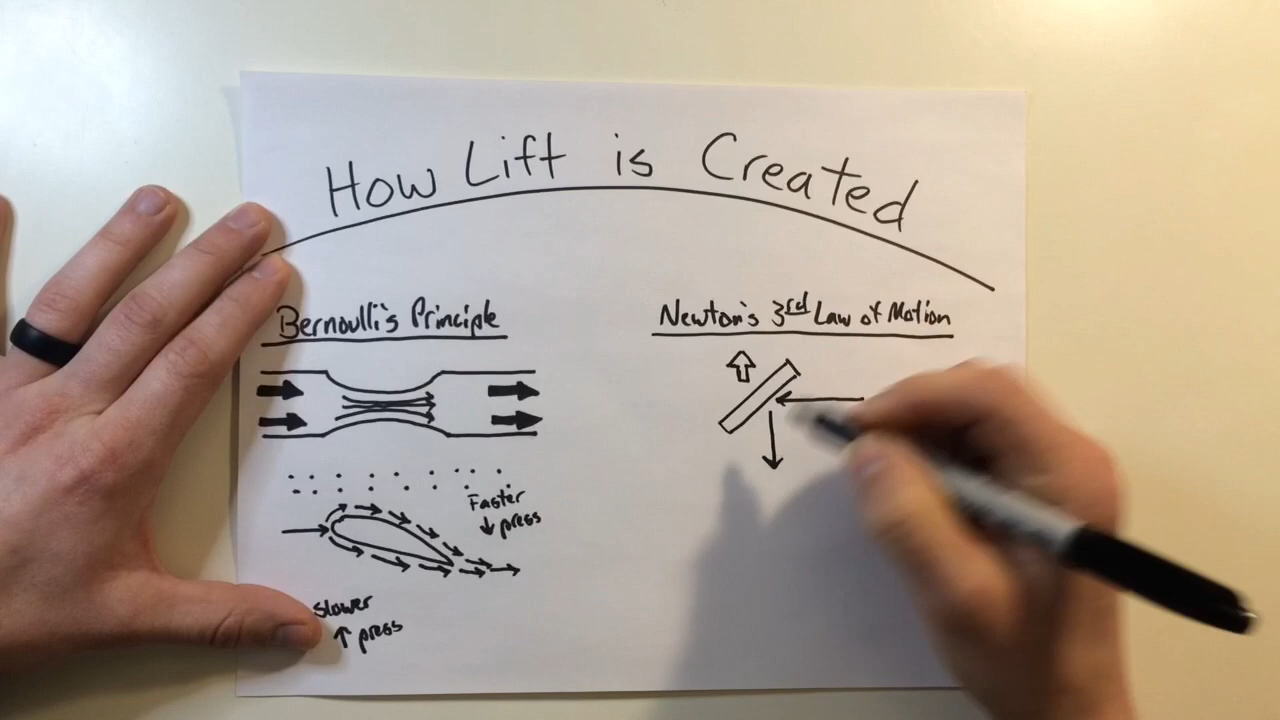 How Lift is Created
Bernoulli's Principle
Newton's 3rd Law of Motion
Faster
↓ press
Slower
↑ press